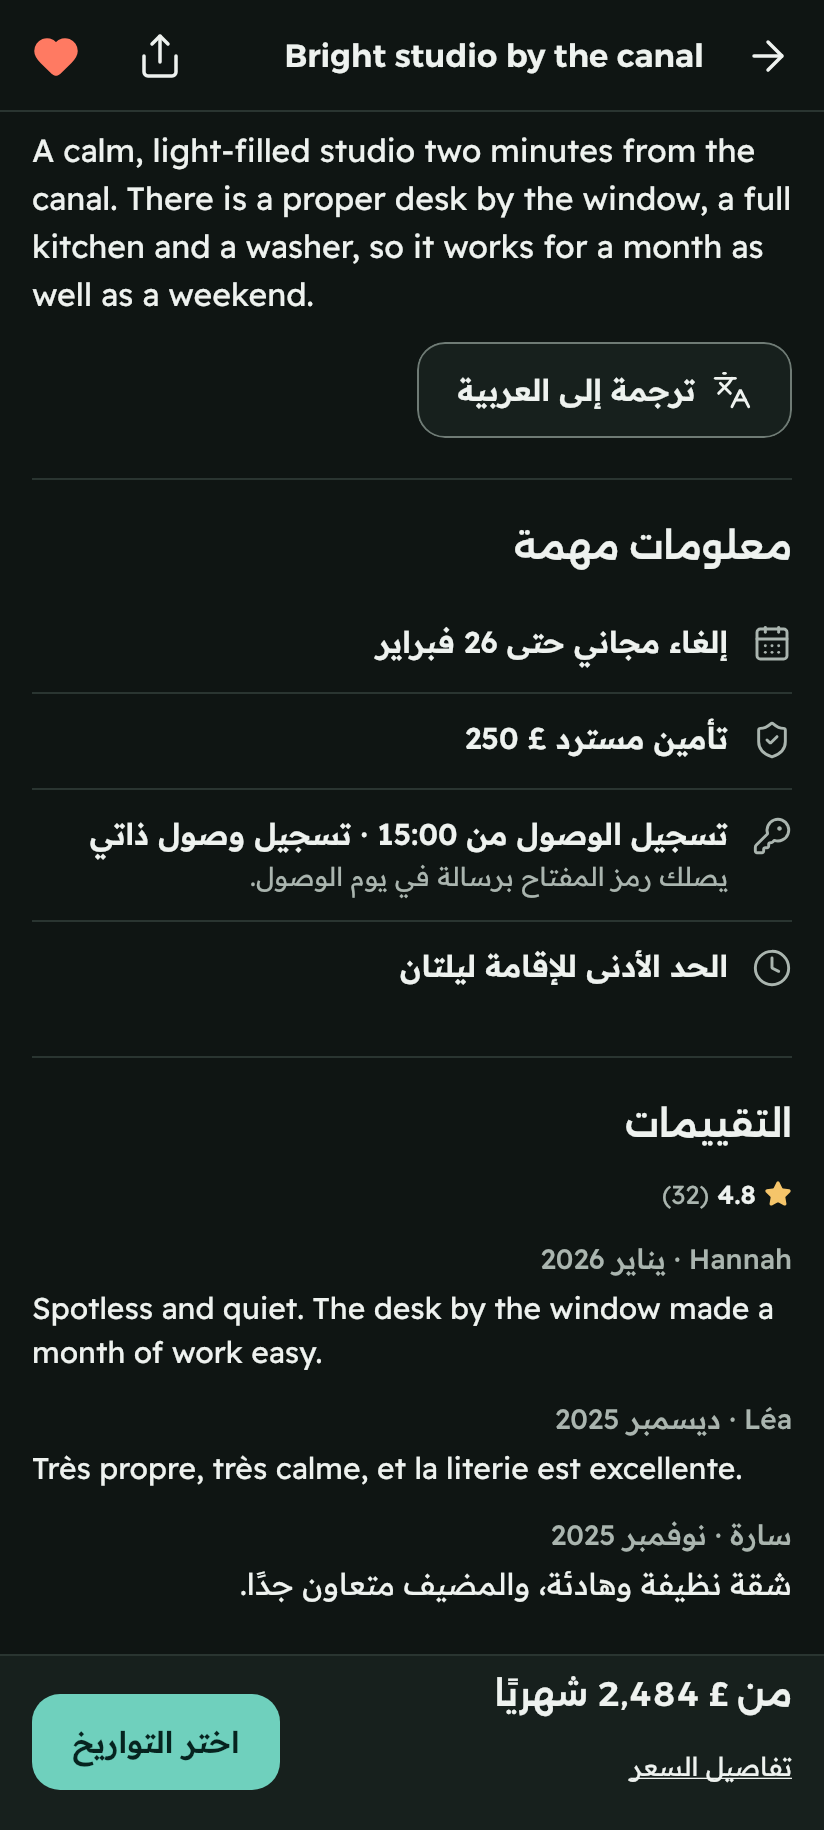 Bright studio by the canal
A calm, light-filled studio two minutes from the
canal. There is a proper desk by the window, a full
kitchen and a washer, so it works for a month as
well as a weekend.
ترجمة إلى العربية
معلومات مهمة
إلغاء مجاني حتى 26 فبراير
تأمين مسترد £ 250
تسجيل الوصول من 15:00 · تسجيل وصول ذاتي
يصلك رمز المفتاح برسالة في يوم الوصول.
الحد الأدنى للإقامة ليلتان
التقييمات
4.8 (32)
Hannah · يناير 2026
Spotless and quiet. The desk by the window made a
month of work easy.
Léa · ديسمبر 2025
Très propre, très calme, et la literie est excellente.
سارة · نوفمبر 2025
شقة نظيفة وهادئة، والمضيف متعاون جدًا.
من £ 2,484 شهريًا
تفاصيل السعر
اختر التواريخ